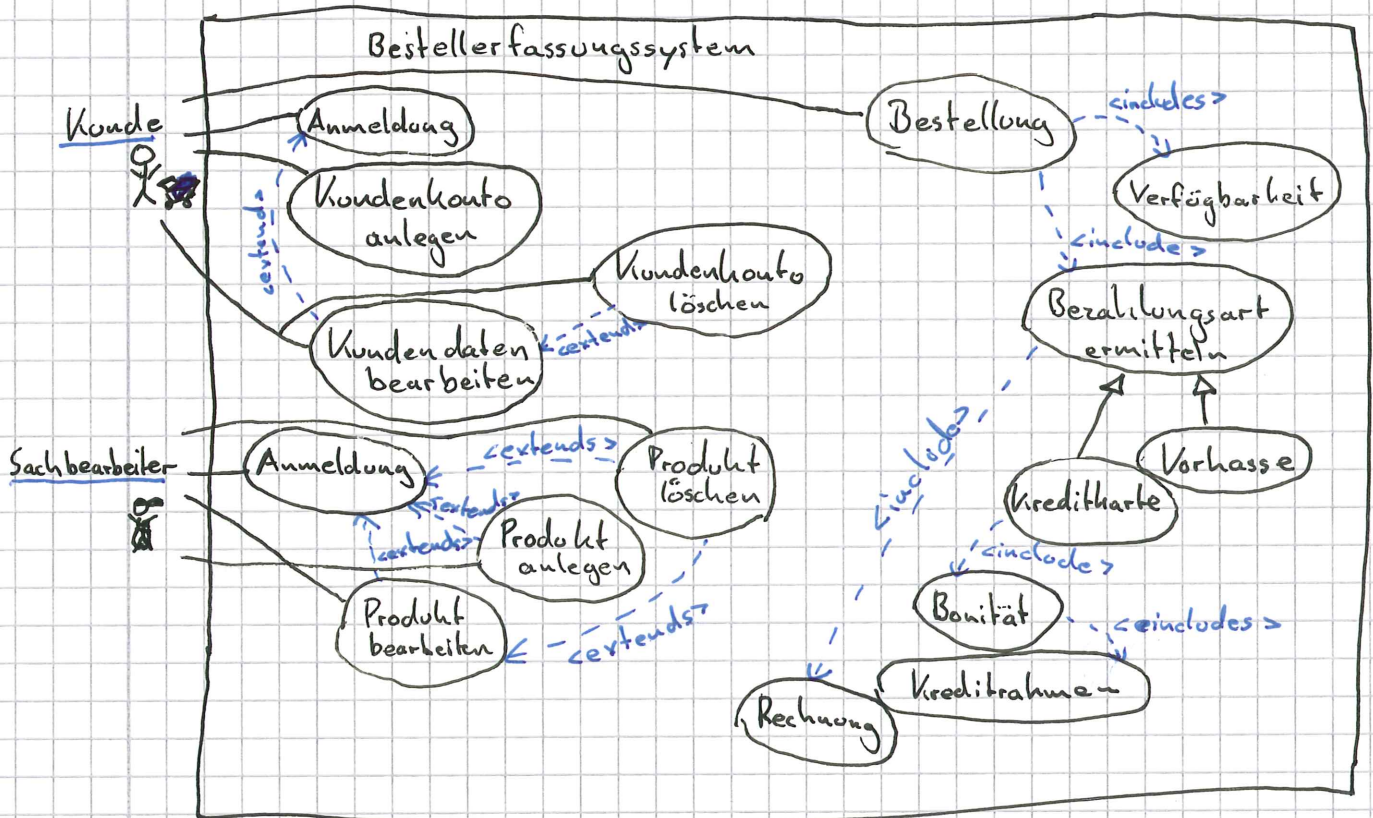 Bestellerfassungssystem
Kunde
Anmeldung
Bestellung
<includes>
Verfügbarkeit
Kundenkonto
anlegen
<extends>
Kundenkonto
löschen
<include>
Bezahlungsart
ermitteln
Kundendaten
bearbeiten
<extends>
Sachbearbeiter
Anmeldung
<extends>
Produkt
löschen
<include>
Vorkasse
Kreditkarte
<extends>
Produkt
anlegen
<extends>
<include>
Produkt
bearbeiten
<extends>
Bonität
<eincludes>
Kreditrahmen
Rechnung